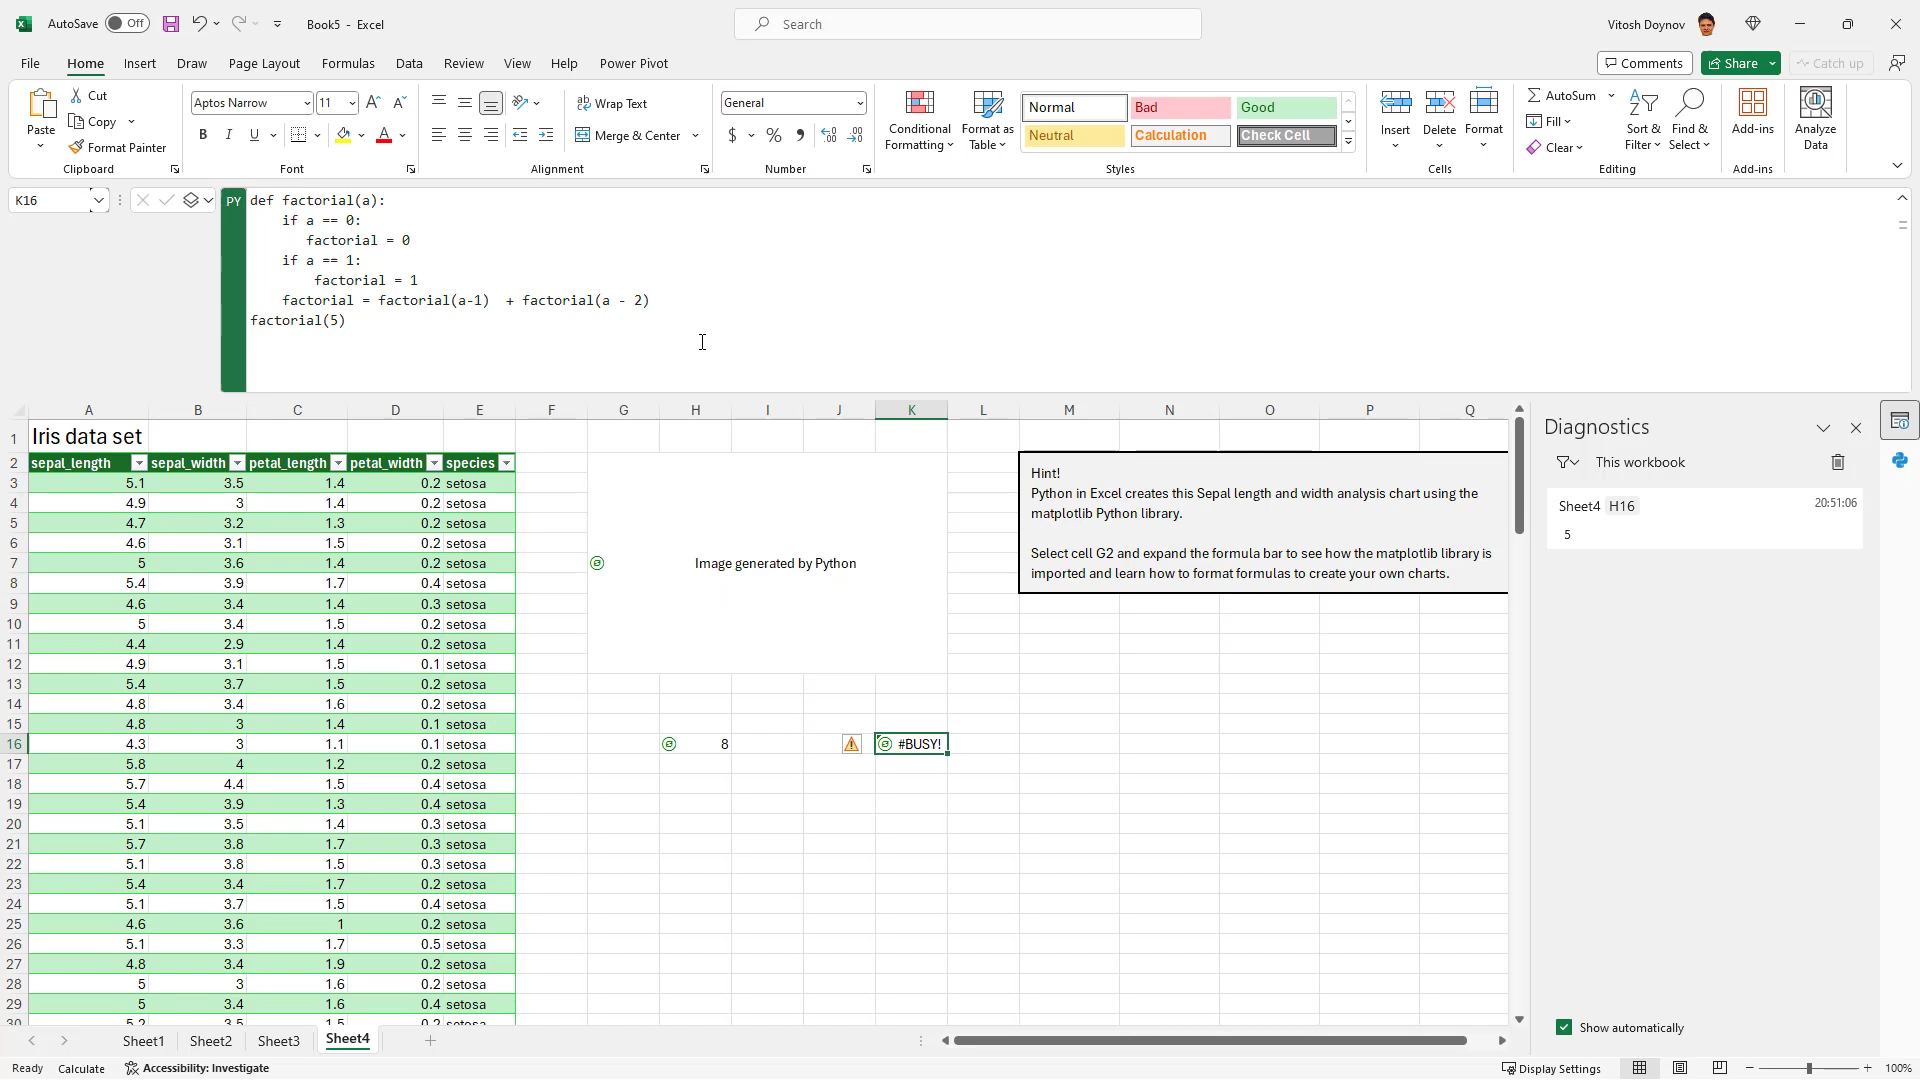 AutoSave Off Book5 - Excel Search Vitosh Doynov
File Home Insert Draw Page Layout Formulas Data Review View Help Power Pivot Comments Share Catch up
Paste Cut Copy Format Painter Clipboard
Aptos Narrow 11 B I U A Font
Wrap Text Merge & Center Alignment
General $ % Number
Conditional Formatting Format as Table
Normal Bad Good
Neutral Calculation Check Cell
Styles
Insert Delete Format Cells
AutoSum Fill Clear Sort & Filter Find & Select Editing
Add-ins Add-ins
Analyze Data
K16
PY
def factorial(a):
if a == 0:
factorial = 0
if a == 1:
factorial = 1
factorial = factorial(a-1) + factorial(a - 2)
factorial(5)
A B C D E F G H I J K L M N O P Q
1 Iris data set
2 sepal_length sepal_width petal_length petal_width species
3 5.1 3.5 1.4 0.2 setosa
4 4.9 3 1.4 0.2 setosa
5 4.7 3.2 1.3 0.2 setosa
6 4.6 3.1 1.5 0.2 setosa
7 5 3.6 1.4 0.2 setosa
8 5.4 3.9 1.7 0.4 setosa
9 4.6 3.4 1.4 0.3 setosa
10 5 3.4 1.5 0.2 setosa
11 4.4 2.9 1.4 0.2 setosa
12 4.9 3.1 1.5 0.1 setosa
13 5.4 3.7 1.5 0.2 setosa
14 4.8 3.4 1.6 0.2 setosa
15 4.8 3 1.4 0.1 setosa
16 4.3 3 1.1 0.1 setosa 8 #BUSY!
17 5.8 4 1.2 0.2 setosa
18 5.7 4.4 1.5 0.4 setosa
19 5.4 3.9 1.3 0.4 setosa
20 5.1 3.5 1.4 0.3 setosa
21 5.7 3.8 1.7 0.3 setosa
22 5.1 3.8 1.5 0.3 setosa
23 5.4 3.4 1.7 0.2 setosa
24 5.1 3.7 1.5 0.4 setosa
25 4.6 3.6 1 0.2 setosa
26 5.1 3.3 1.7 0.5 setosa
27 4.8 3.4 1.9 0.2 setosa
28 5 3 1.6 0.2 setosa
29 5 3.4 1.6 0.4 setosa
30 5.2 3.5 1.5 0.2 setosa
Image generated by Python
Hint!
Python in Excel creates this Sepal length and width analysis chart using the
matplotlib Python library.
Select cell G2 and expand the formula bar to see how the matplotlib library is
imported and learn how to format formulas to create your own charts.
Diagnostics
This workbook
Sheet4 H16 20:51:06
5
Show automatically
Sheet1 Sheet2 Sheet3 Sheet4
Ready Calculate Accessibility: Investigate Display Settings 100%